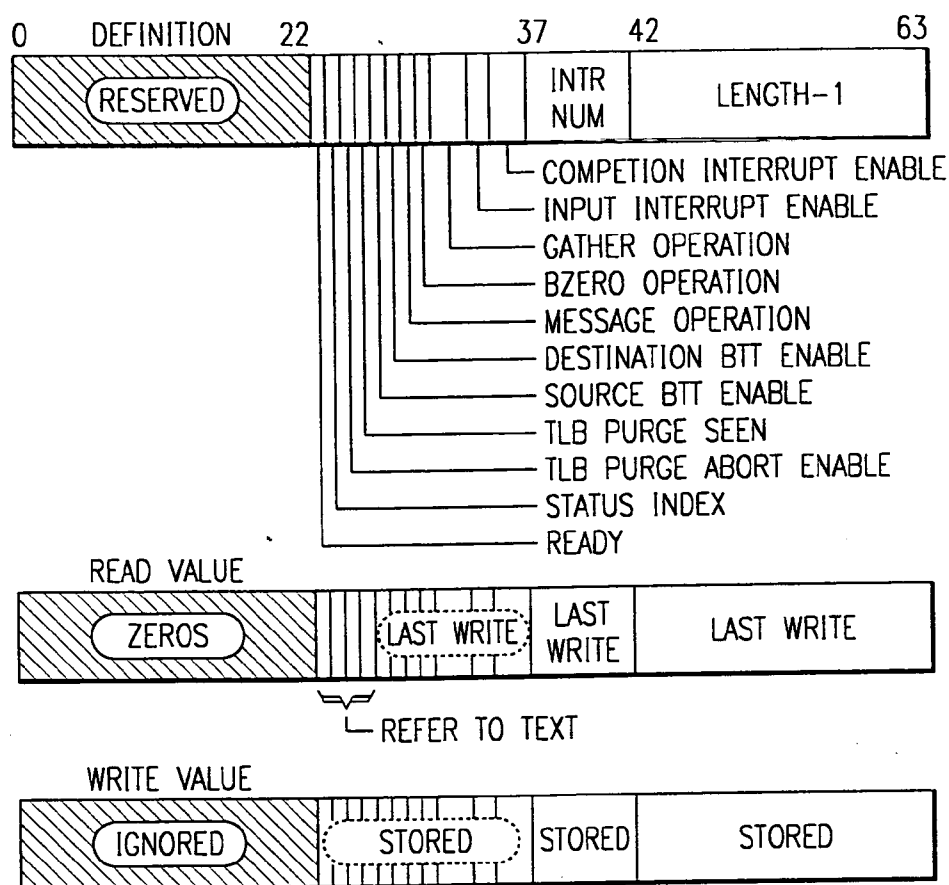 0 DEFINITION 22 37 42 63
RESERVED INTR NUM LENGTH-1
COMPETION INTERRUPT ENABLE
INPUT INTERRUPT ENABLE
GATHER OPERATION
BZERO OPERATION
MESSAGE OPERATION
DESTINATION BTT ENABLE
SOURCE BTT ENABLE
TLB PURGE SEEN
TLB PURGE ABORT ENABLE
STATUS INDEX
READY
READ VALUE
ZEROS LAST WRITE LAST WRITE LAST WRITE
REFER TO TEXT
WRITE VALUE
IGNORED STORED STORED STORED